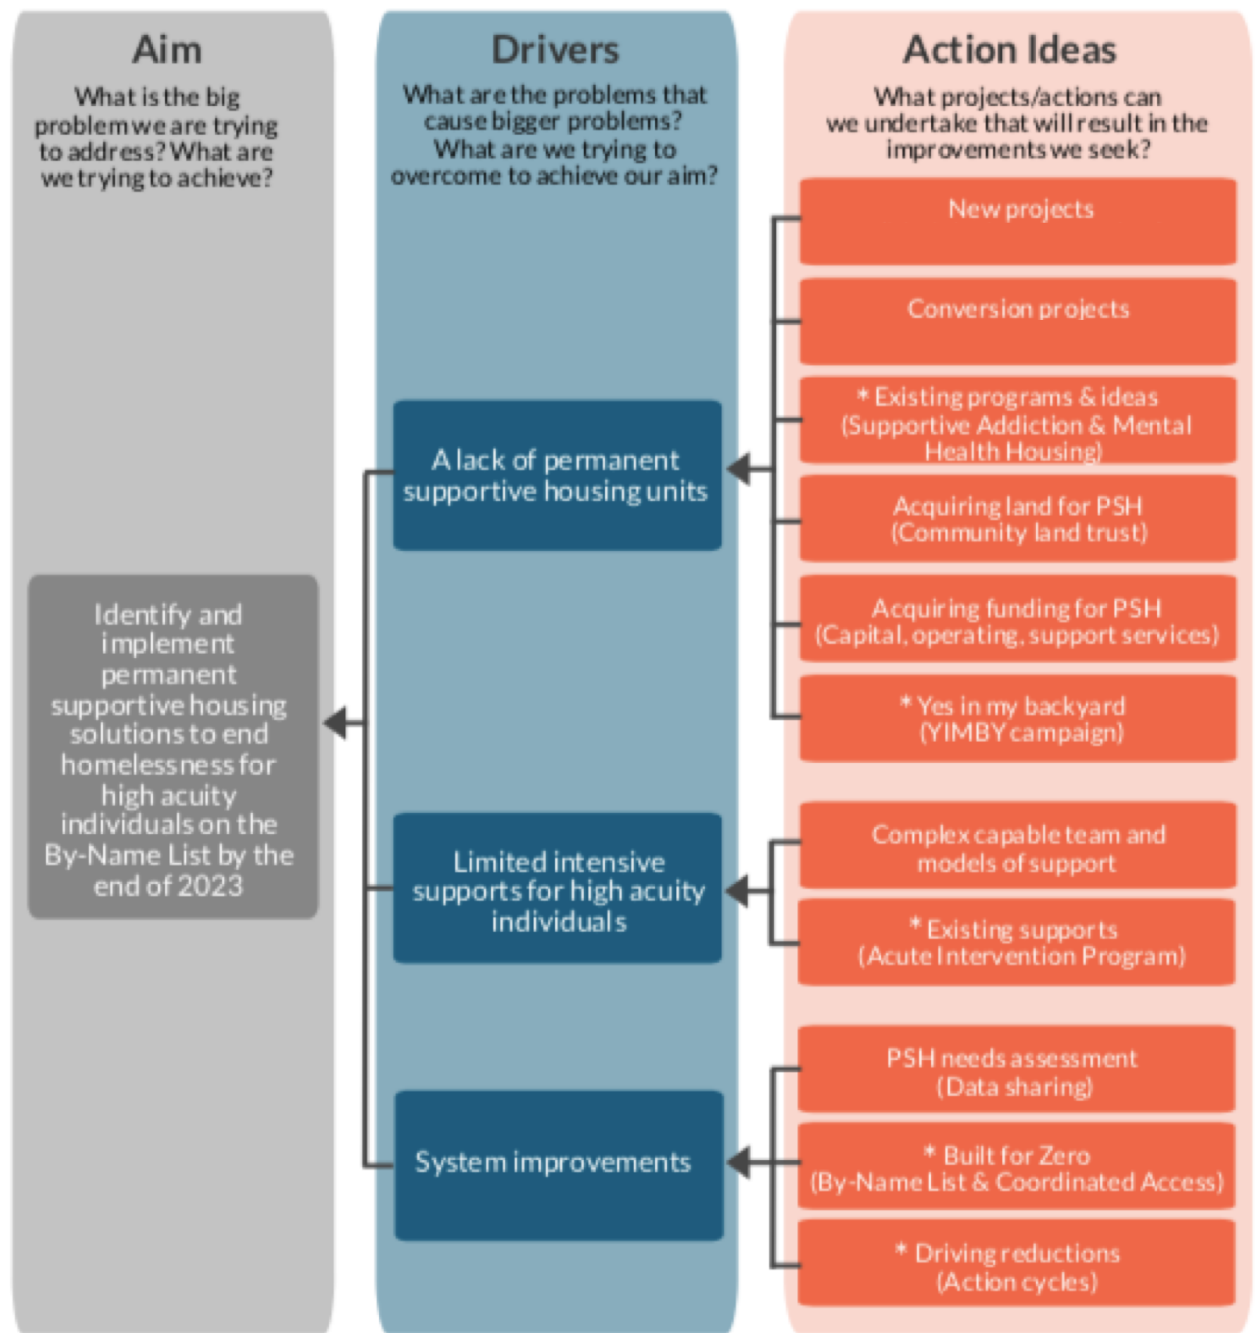 Aim
What is the big
problem we are trying
to address? What are
we trying to achieve?
Identify and
implement
permanent
supportive housing
solutions to end
homelessness for
high acuity
individuals on the
By-Name List by the
end of 2023
Drivers
What are the problems that
cause bigger problems?
What are we trying to
overcome to achieve our aim?
A lack of permanent
supportive housing units
Limited intensive
supports for high acuity
individuals
System improvements
Action Ideas
What projects/actions can
we undertake that will result in the
improvements we seek?
New projects
Conversion projects
* Existing programs & ideas
(Supportive Addiction & Mental
Health Housing)
Acquiring land for PSH
(Community land trust)
Acquiring funding for PSH
(Capital, operating, support services)
* Yes in my backyard
(YIMBY campaign)
Complex capable team and
models of support
* Existing supports
(Acute Intervention Program)
PSH needs assessment
(Data sharing)
* Built for Zero
(By-Name List & Coordinated Access)
* Driving reductions
(Action cycles)